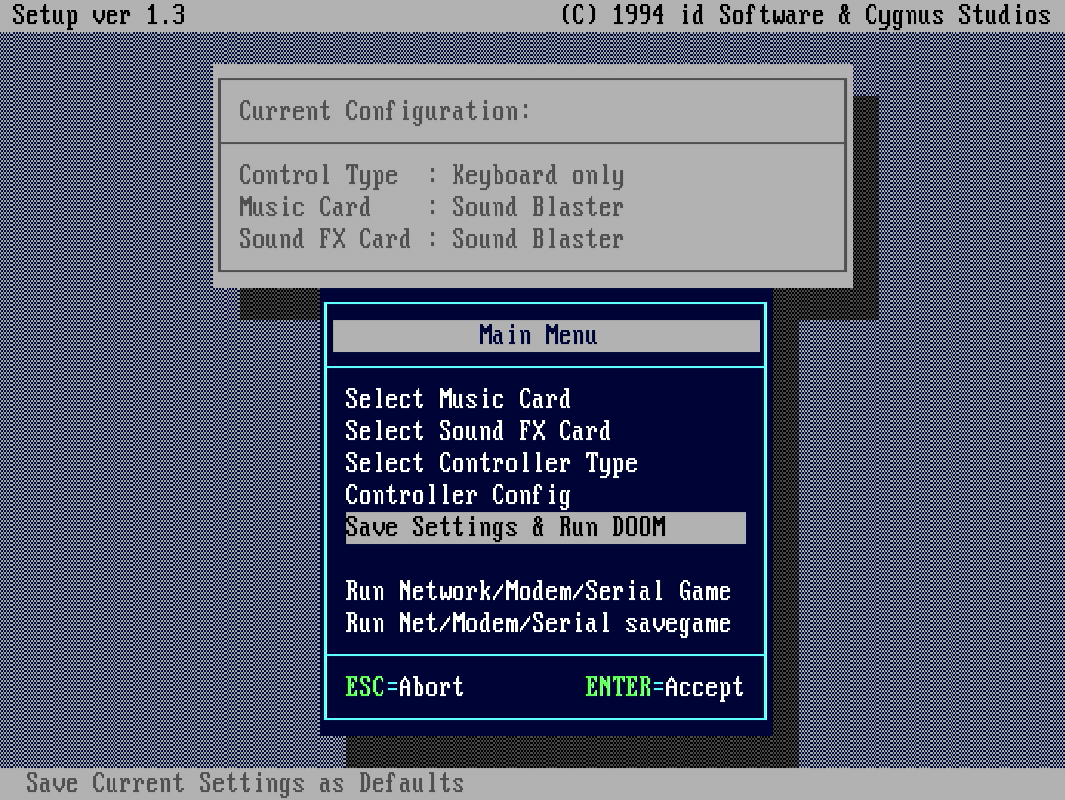 Setup ver 1.3 (C) 1994 id Software & Cygnus Studios
Current Configuration:
Control Type : Keyboard only
Music Card : Sound Blaster
Sound FX Card : Sound Blaster
Main Menu
Select Music Card
Select Sound FX Card
Select Controller Type
Controller Config
Save Settings & Run DOOM
Run Network/Modem/Serial Game
Run Net/Modem/Serial savegame
ESC=Abort ENTER=Accept
Save Current Settings as Defaults